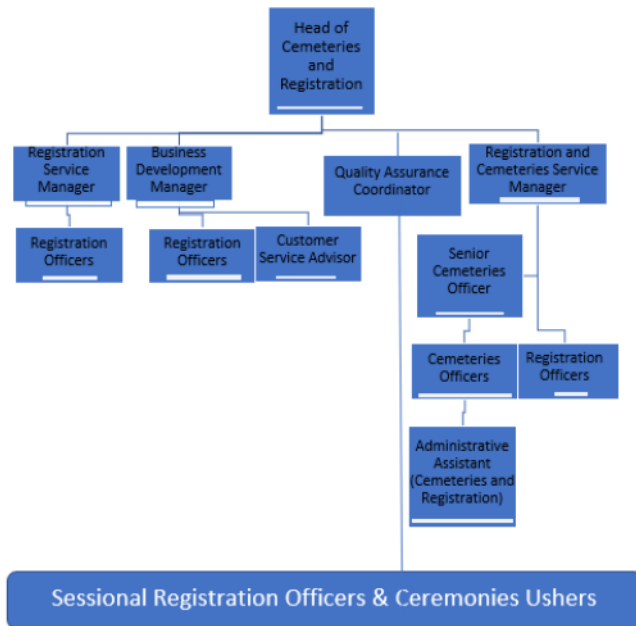 Head of
Cemeteries
and
Registration
Registration
Service
Manager
Business
Development
Manager
Quality Assurance
Coordinator
Registration and
Cemeteries Service
Manager
Registration
Officers
Registration
Officers
Customer
Service Advisor
Senior
Cemeteries
Officer
Cemeteries
Officers
Registration
Officers
Administrative
Assistant
(Cemeteries and
Registration)
Sessional Registration Officers & Ceremonies Ushers